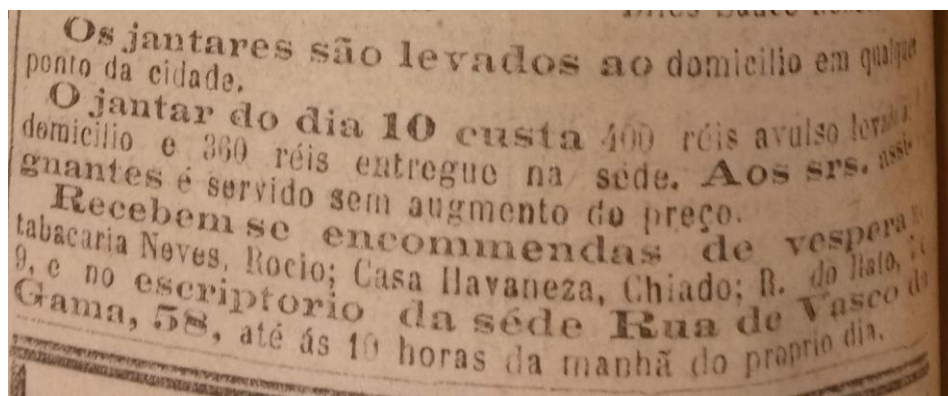 Os jantares são levados ao domicilio em qualquer
ponto da cidade.
O jantar do dia 10 custa 400 réis avulso levado a
domicilio e 360 réis entregue na séde. Aos srs. assi-
gnantes é servido sem augmento do preço.
Recebem se encommendas de vespera
tabacaria Neves, Rocio; Casa Havaneza, Chiado; R. do Rato,
9, e no escriptorio da séde Rua de Vasco da
Gama, 58, até ás 10 horas da manhã do proprio dia.